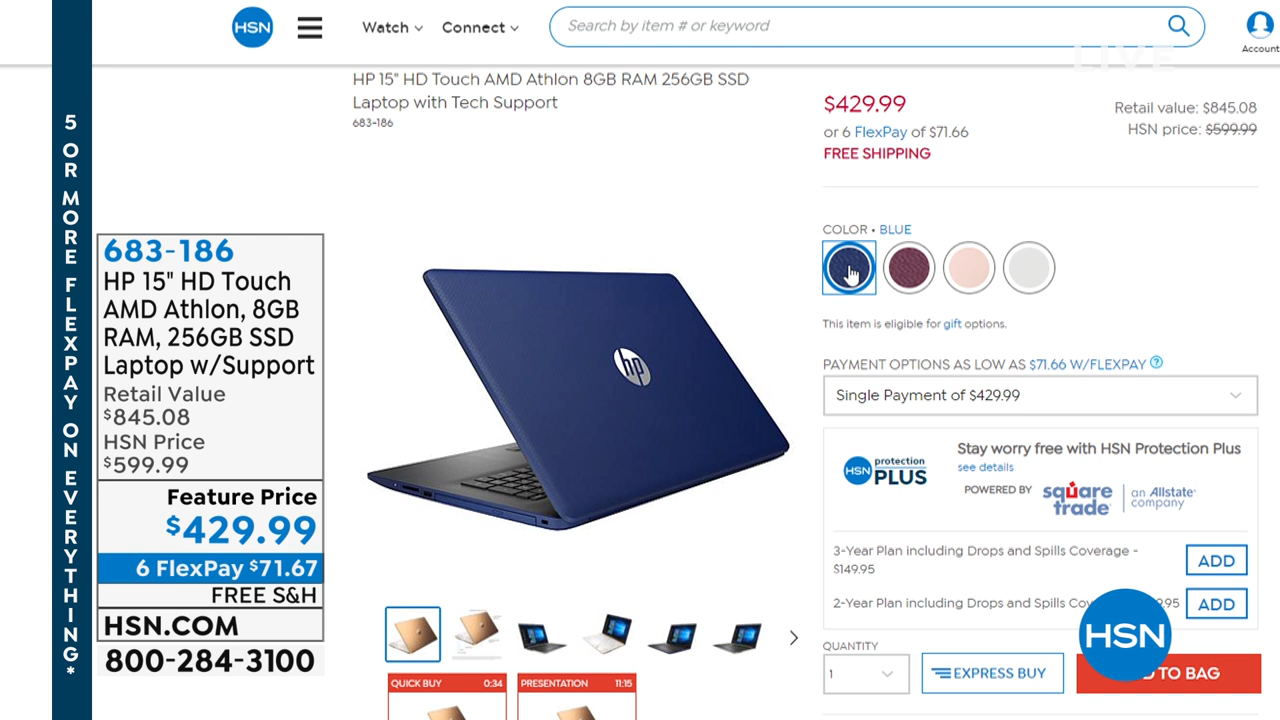 HSN
Watch
Connect
Search by item # or keyword
Account
LIVE
5 OR MORE FLEXPAY ON EVERYTHING*
HP 15" HD Touch AMD Athlon 8GB RAM 256GB SSD
Laptop with Tech Support
683-186
$429.99
Retail value: $845.08
or 6 FlexPay of $71.66
HSN price: $599.99
FREE SHIPPING
COLOR • BLUE
This item is eligible for gift options.
PAYMENT OPTIONS AS LOW AS $71.66 W/FLEXPAY ?
Single Payment of $429.99
HSN protection PLUS
Stay worry free with HSN Protection Plus
see details
POWERED BY
square trade
an Allstate company
3-Year Plan including Drops and Spills Coverage -
$149.95
ADD
2-Year Plan including Drops and Spills
ADD
QUANTITY
1
EXPRESS BUY
TO BAG
HSN
683-186
HP 15" HD Touch
AMD Athlon, 8GB
RAM, 256GB SSD
Laptop w/Support
Retail Value
$845.08
HSN Price
$599.99
Feature Price
$429.99
6 FlexPay $71.67
FREE S&H
HSN.COM
800-284-3100
hp
QUICK BUY 0:34
PRESENTATION 11:15